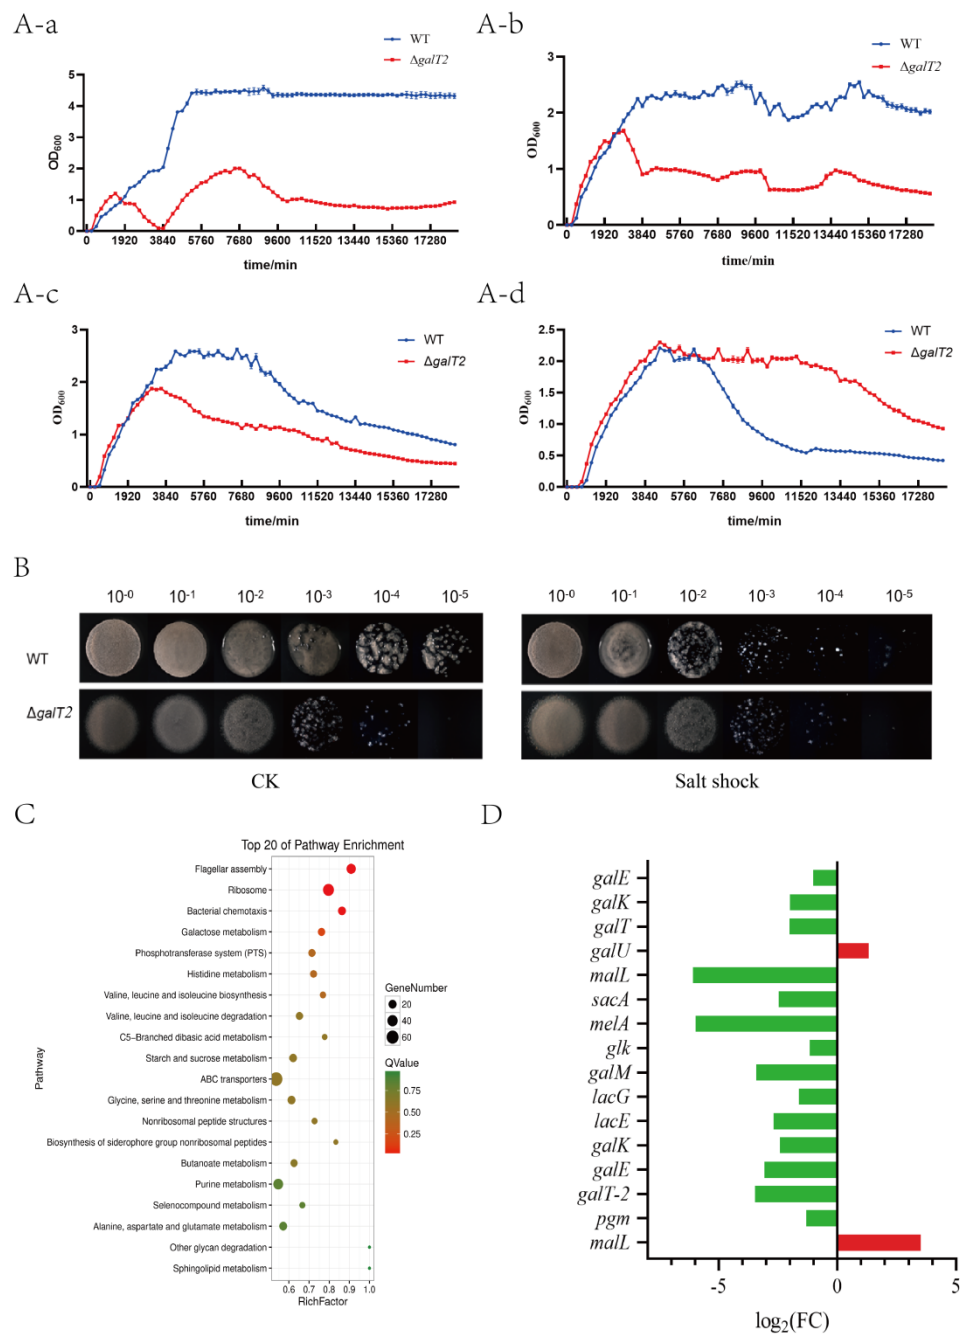 A-a
WT
ΔgalT2
5
4
3
2
1
0
OD600
0 1920 3840 5760 7680 9600 11520 13440 15360 17280
time/min
A-b
WT
ΔgalT2
3
2
1
0
OD600
0 1920 3840 5760 7680 9600 11520 13440 15360 17280
time/min
A-c
WT
ΔgalT2
3
2
1
0
OD600
0 1920 3840 5760 7680 9600 11520 13440 15360 17280
time/min
A-d
WT
ΔgalT2
2.5
2.0
1.5
1.0
0.5
0.0
OD600
0 1920 3840 5760 7680 9600 11520 13440 15360 17280
time/min
B
10-0 10-1 10-2 10-3 10-4 10-5
10-0 10-1 10-2 10-3 10-4 10-5
WT
ΔgalT2
CK
Salt shock
C
Top 20 of Pathway Enrichment
Pathway
Flagellar assembly
Ribosome
Bacterial chemotaxis
Galactose metabolism
Phosphotransferase system (PTS)
Histidine metabolism
Valine, leucine and isoleucine biosynthesis
Valine, leucine and isoleucine degradation
C5-Branched dibasic acid metabolism
Starch and sucrose metabolism
ABC transporters
Glycine, serine and threonine metabolism
Nonribosomal peptide structures
Biosynthesis of siderophore group nonribosomal peptides
Butanoate metabolism
Purine metabolism
Selenocompound metabolism
Alanine, aspartate and glutamate metabolism
Other glycan degradation
Sphingolipid metabolism
0.6 0.7 0.8 0.9 1.0
RichFactor
GeneNumber
20
40
60
QValue
0.75
0.50
0.25
D
galE
galK
galT
galU
malL
sacA
melA
glk
galM
lacG
lacE
galK
galE
galT-2
pgm
malL
-5 0 5
log2(FC)